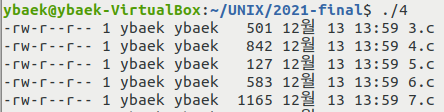 ybaek@ybaek-VirtualBox:~/UNIX/2021-final$ ./4
-rw-r--r-- 1 ybaek ybaek 501 12월 13 13:59 3.c
-rw-r--r-- 1 ybaek ybaek 842 12월 13 13:59 4.c
-rw-r--r-- 1 ybaek ybaek 127 12월 13 13:59 5.c
-rw-r--r-- 1 ybaek ybaek 583 12월 13 13:59 6.c
-rw-r--r-- 1 ybaek ybaek 1165 12월 13 13:59 7.c